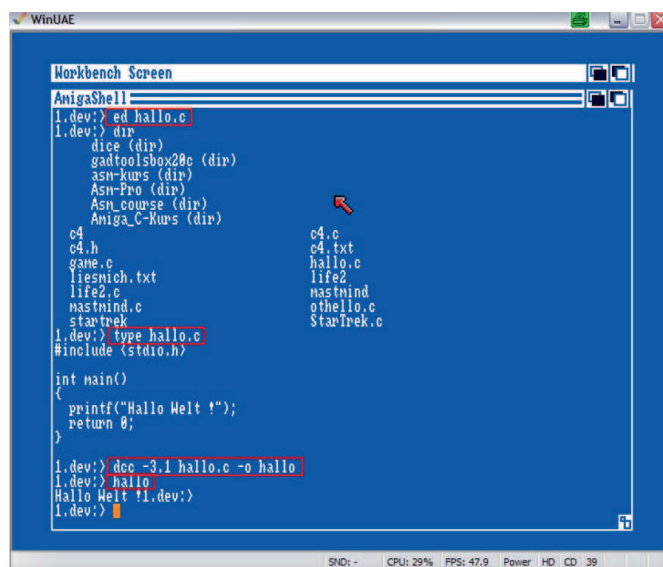 WinUAE
Workbench Screen
AmigaShell
1.dev:> ed hallo.c
1.dev:> dir
dice (dir)
gadtoolsbox20c (dir)
asm-kurs (dir)
Asm-Pro (dir)
Asm_course (dir)
Amiga_C-Kurs (dir)
c4 c4.c
c4.h c4.txt
game.c hallo.c
liesmich.txt life2
life2.c mastmind
mastmind.c othello.c
startrek StarTrek.c
1.dev:> type hallo.c
#include <stdio.h>
int main()
{
printf("Hallo Welt !");
return 0;
}
1.dev:> dcc -3.1 hallo.c -o hallo
1.dev:> hallo
Hallo Welt !1.dev:>
1.dev:>
SND: - CPU: 29% FPS: 47.9 Power HD CD 39